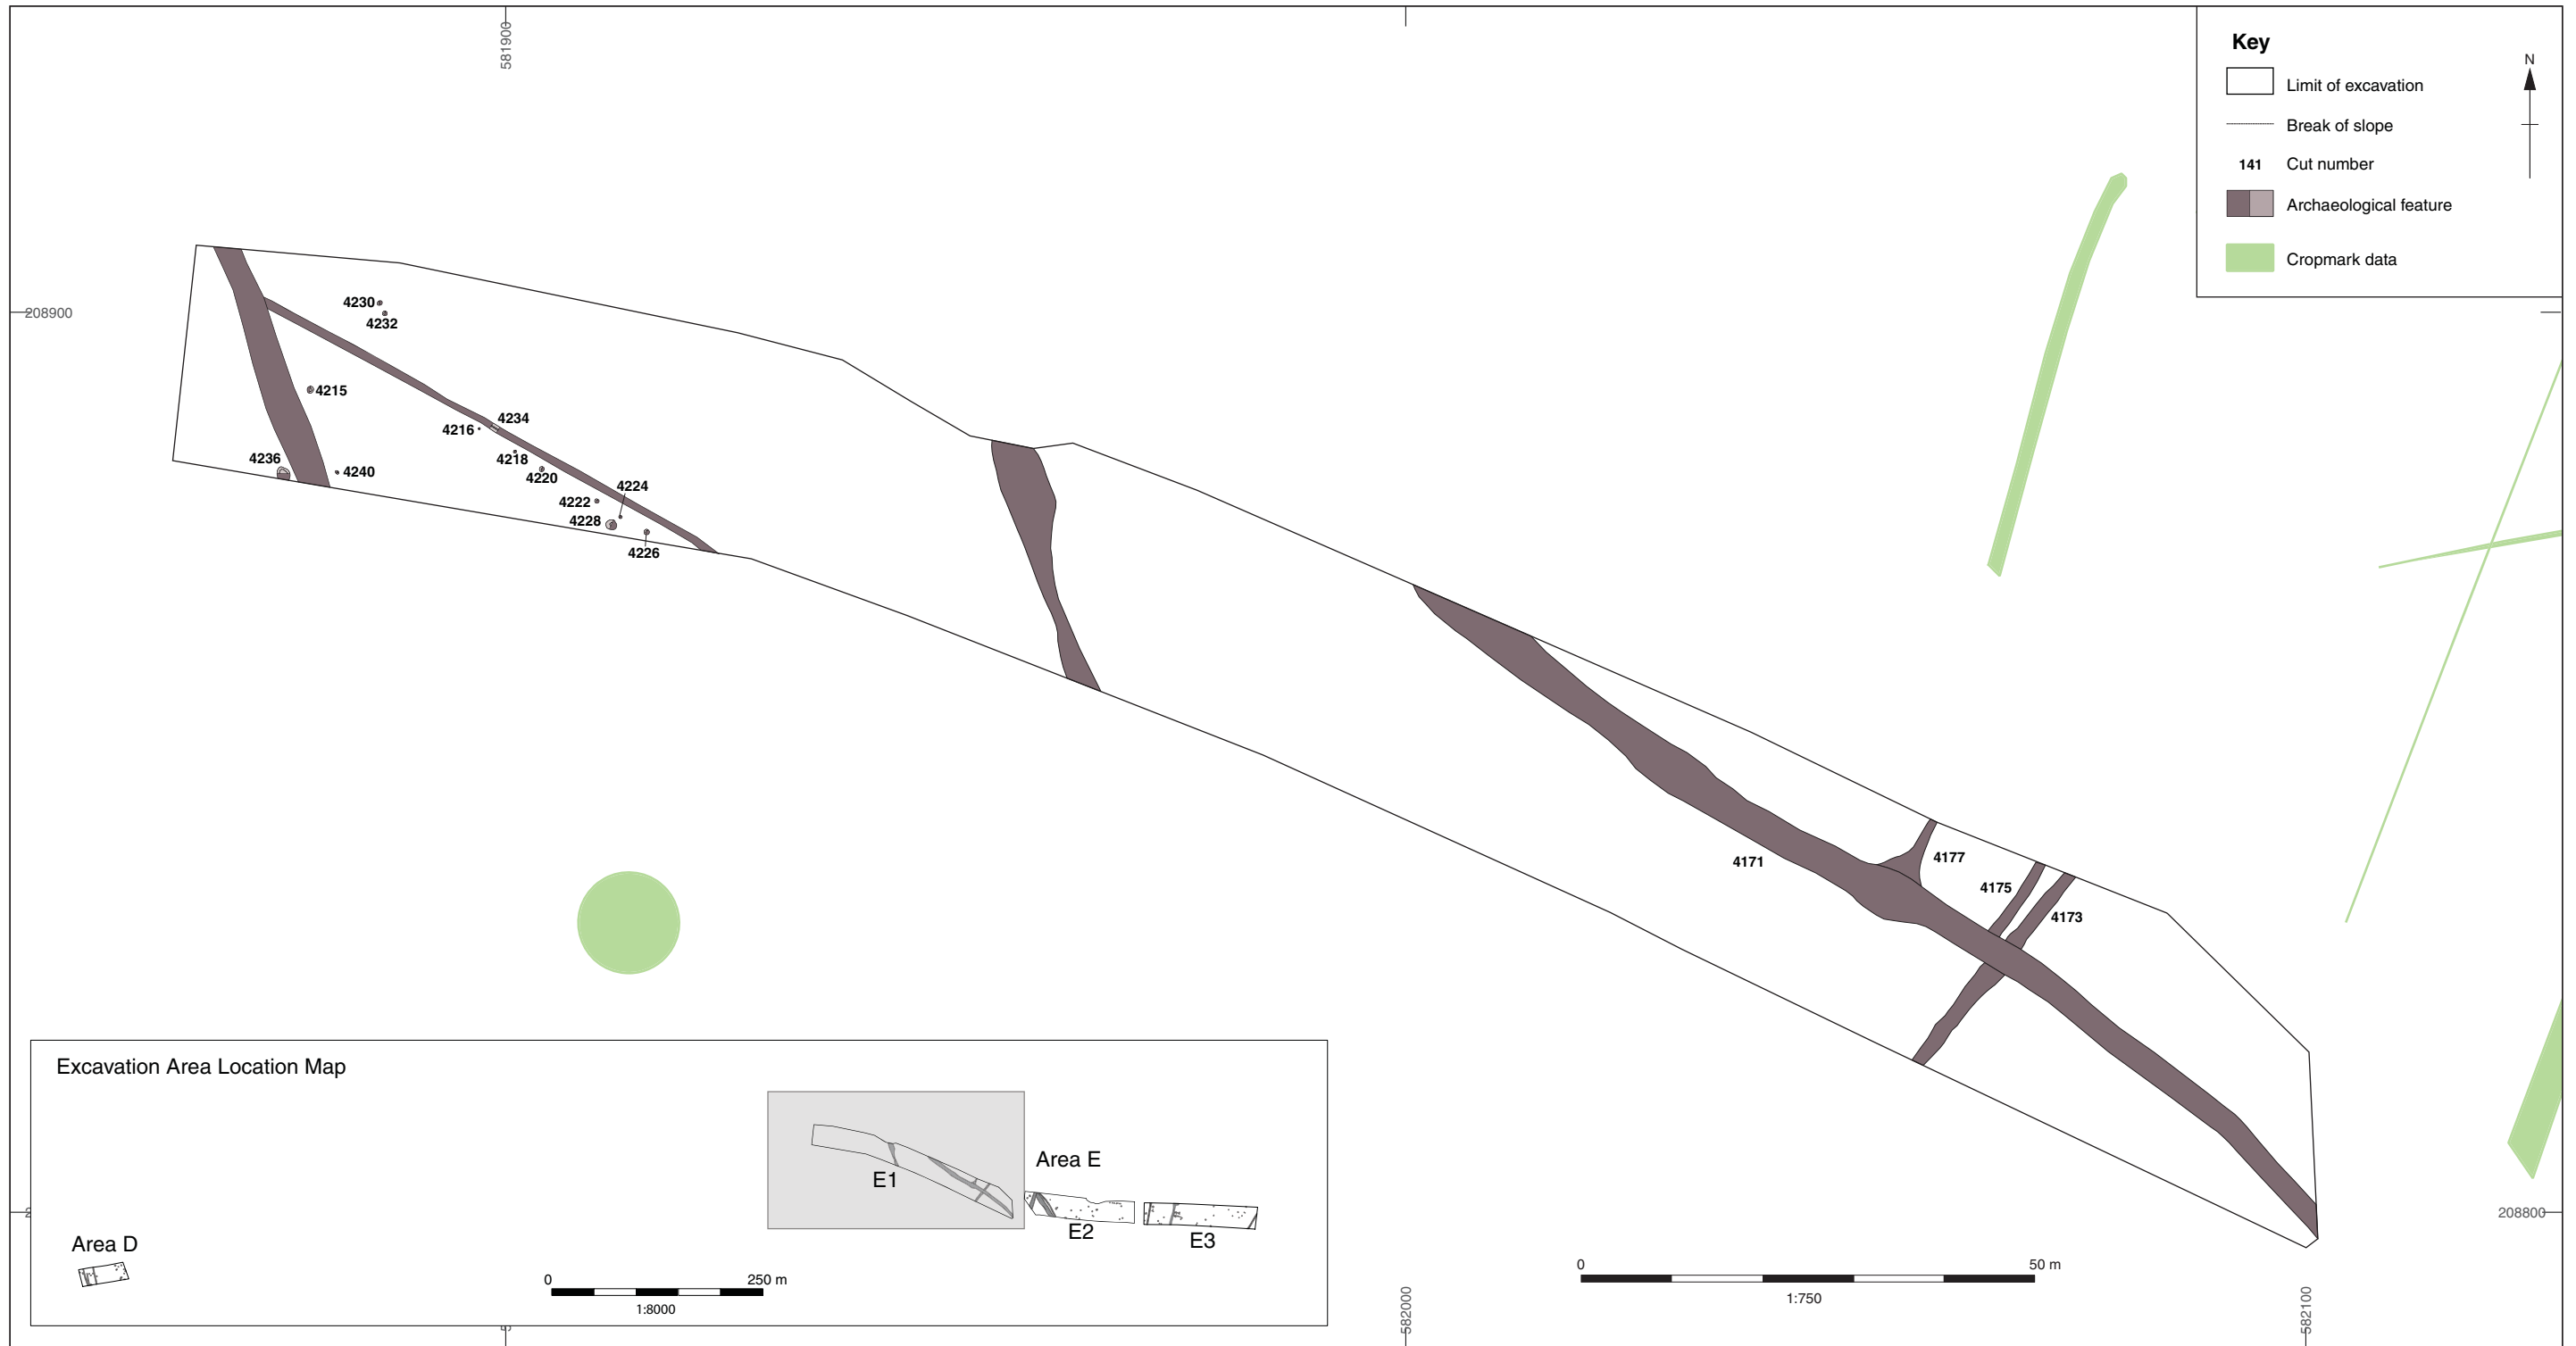 581900
Key
N
Limit of excavation
Break of slope
141 Cut number
Archaeological feature
Cropmark data
208900
4230
4232
4215
4234
4216
4236
4240
4218
4220
4224
4222
4228
4226
4171
4177
4175
4173
Excavation Area Location Map
Area E
E1
E2
E3
Area D
0 250 m
1:8000
0 50 m
1:750
208800
582000
582100